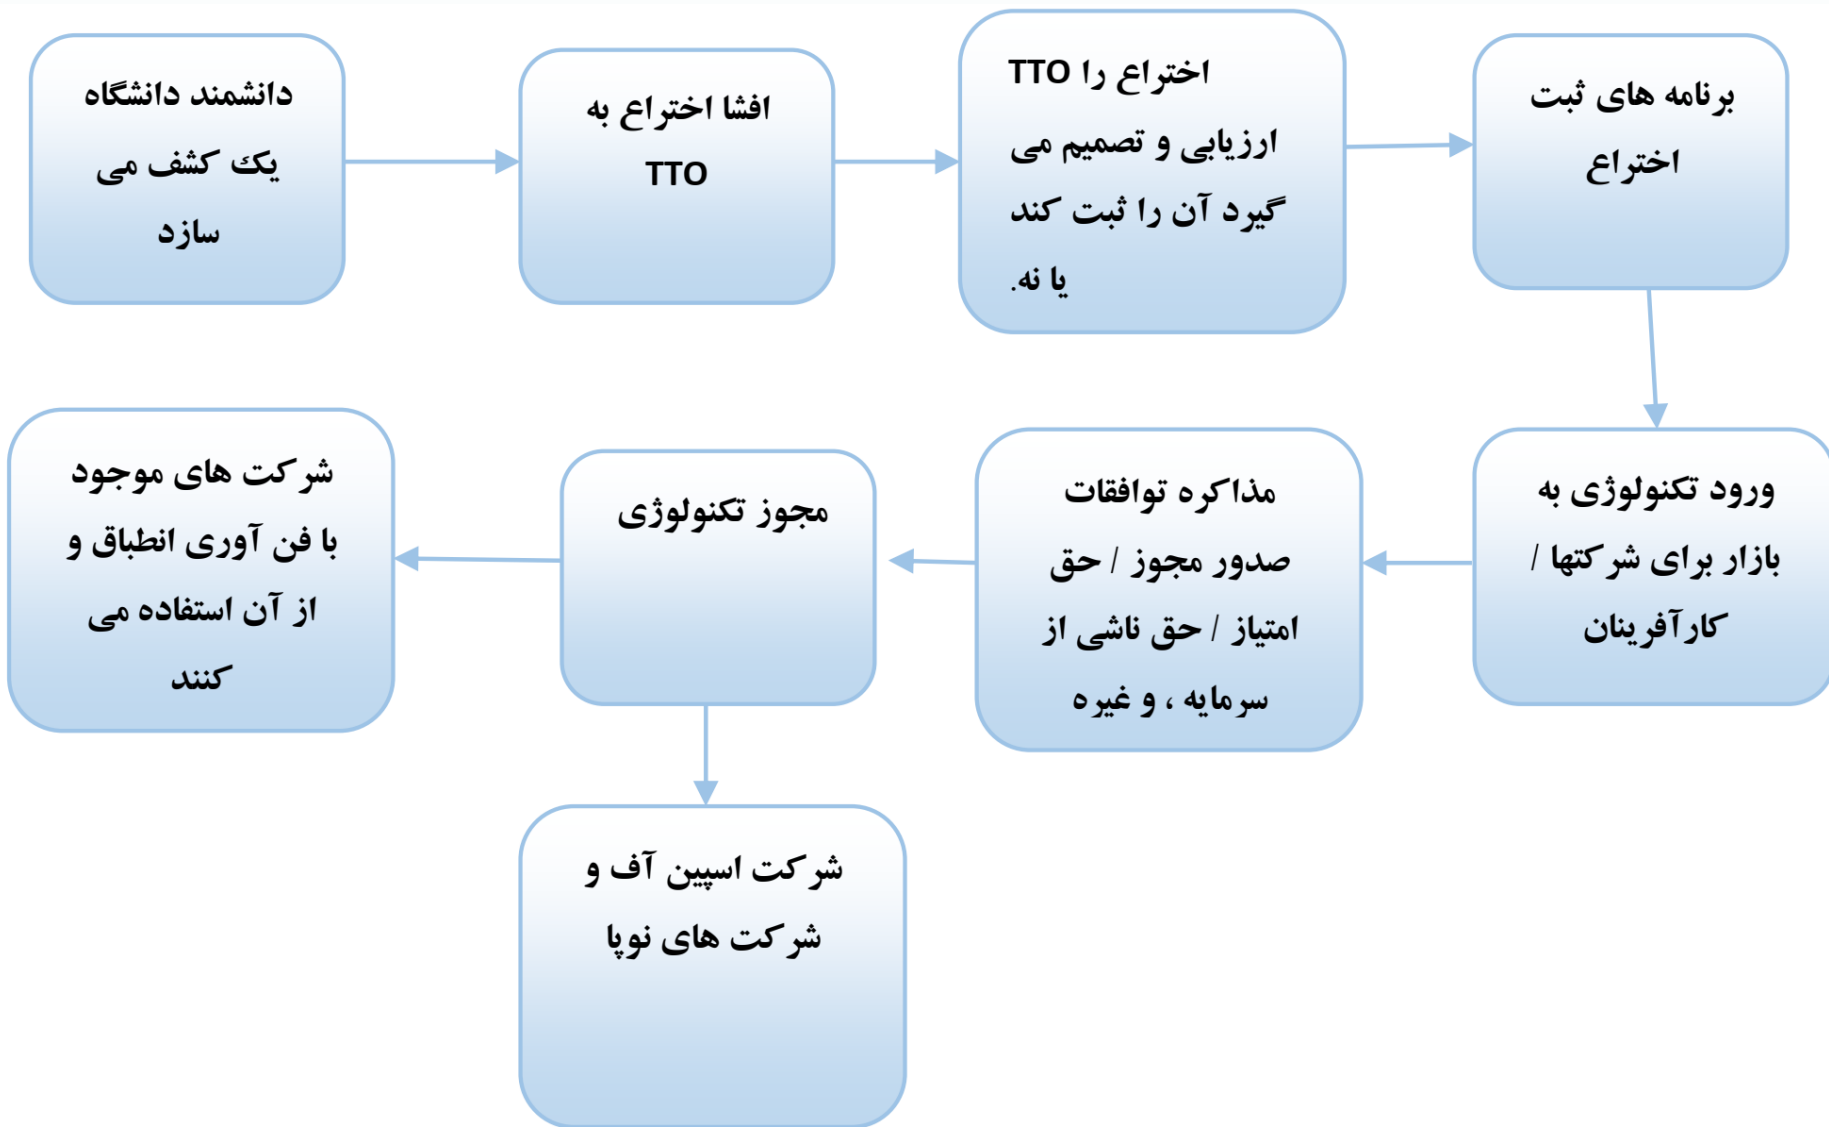 دانشمند دانشگاه
یک کشف می
سازد
افشا اختراع به
TTO
TTO اختراع را
ارزیابی و تصمیم می
گیرد آن را ثبت کند
یا نه.
برنامه های ثبت
اختراع
ورود تکنولوژی به
بازار برای شرکتها /
کارآفرینان
مذاکره توافقات
صدور مجوز / حق
امتیاز / حق ناشی از
سرمایه ، و غیره
مجوز تکنولوژی
شرکت های موجود
با فن آوری انطباق و
از آن استفاده می
کنند
شرکت اسپین آف و
شرکت های نوپا